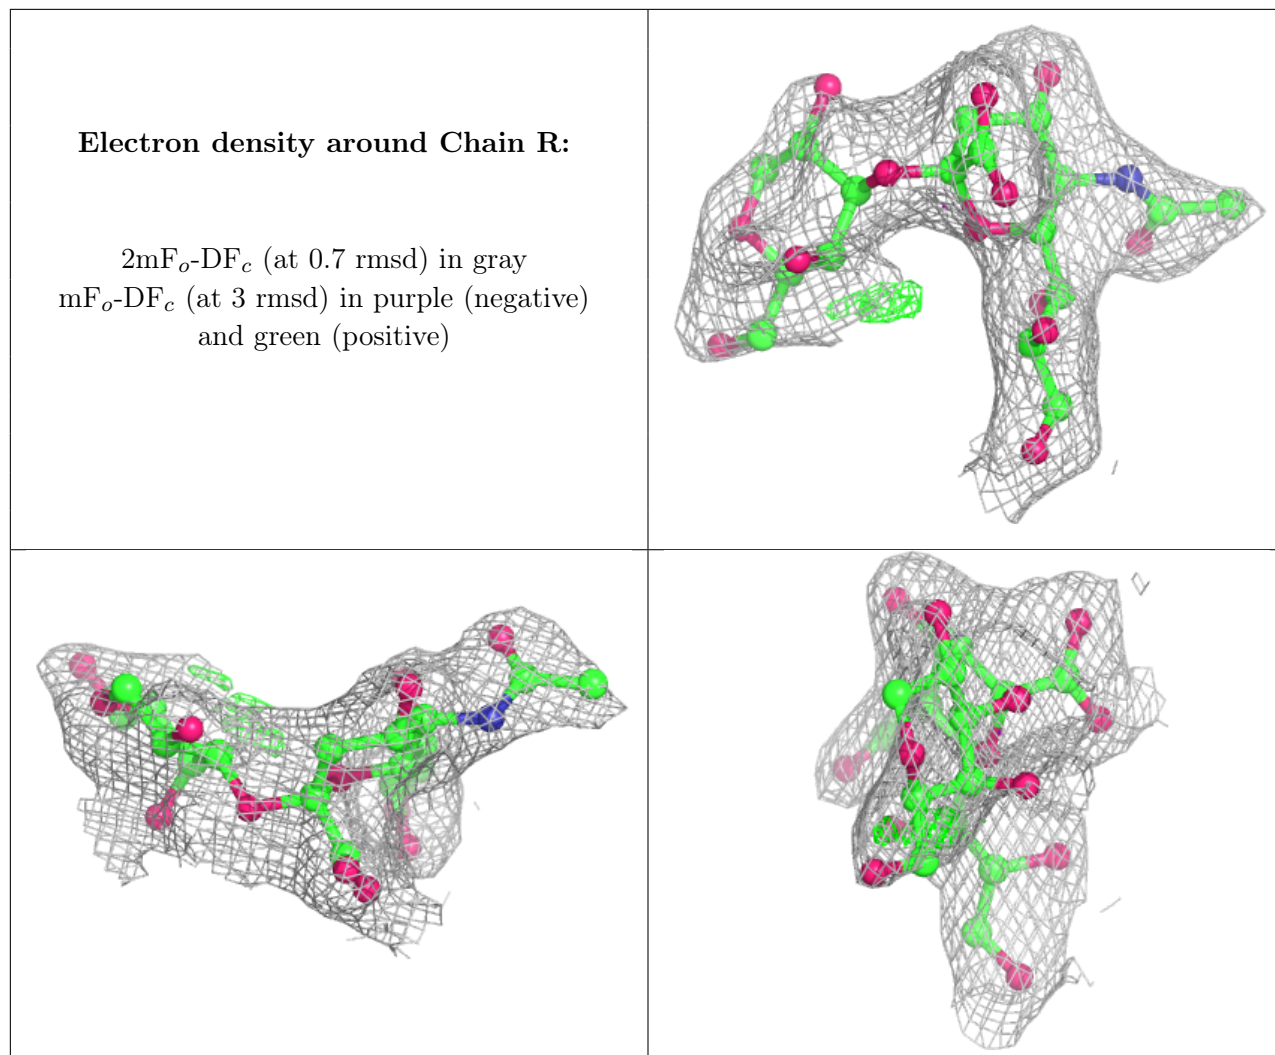 Electron density around Chain R:
2mFo-DFc (at 0.7 rmsd) in gray
mFo-DFc (at 3 rmsd) in purple (negative)
and green (positive)